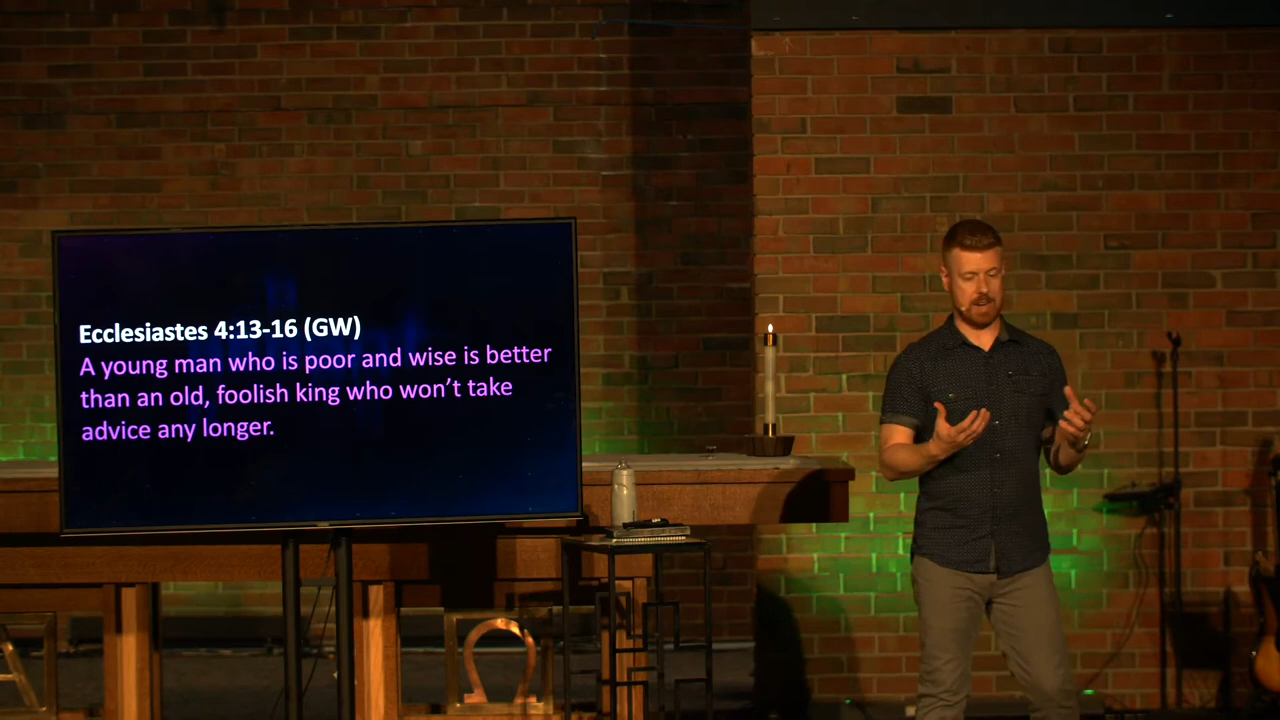 Ecclesiastes 4:13-16 (GW)
A young man who is poor and wise is better
than an old, foolish king who won’t take
advice any longer.
A
Ω